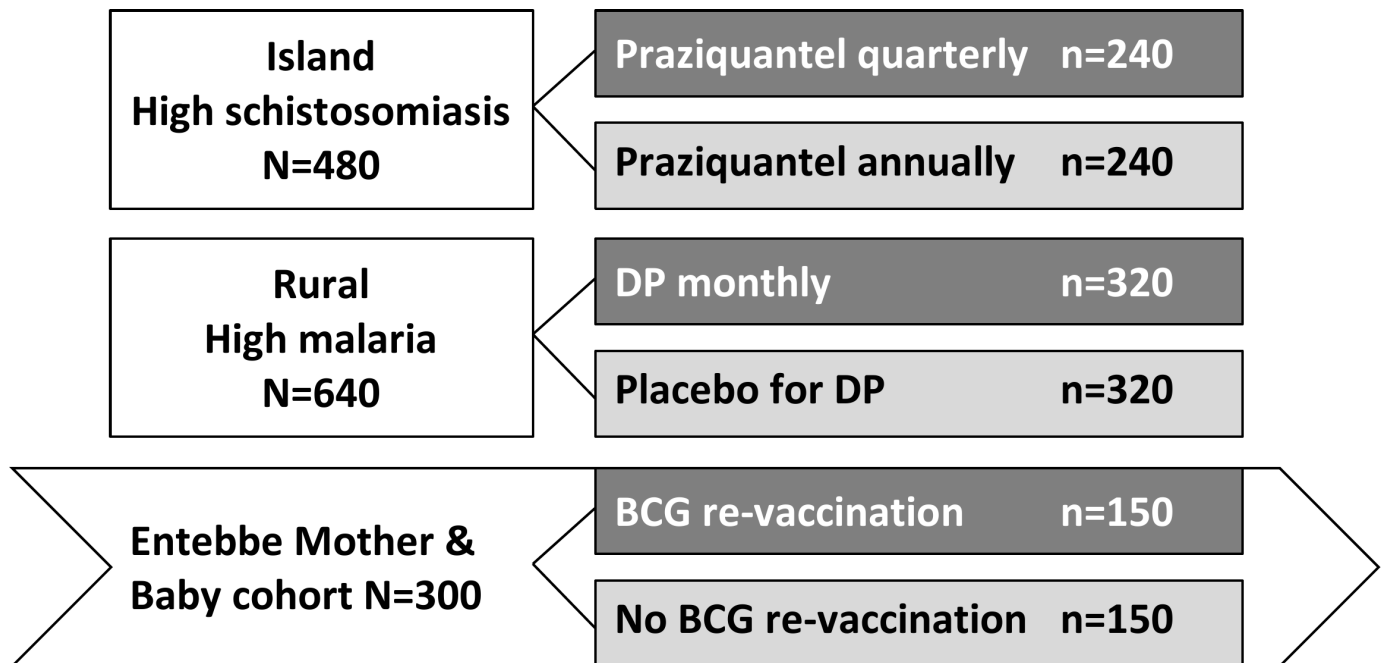 Island
High schistosomiasis
N=480
Praziquantel quarterly n=240
Praziquantel annually n=240
Rural
High malaria
N=640
DP monthly n=320
Placebo for DP n=320
Entebbe Mother &
Baby cohort N=300
BCG re-vaccination n=150
No BCG re-vaccination n=150